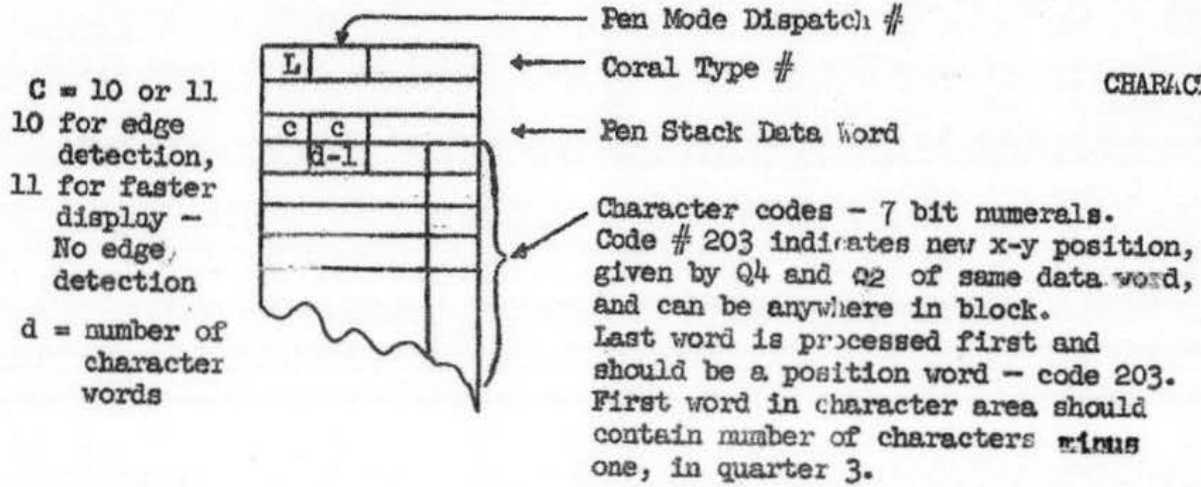 Pen Mode Dispatch #
L
Coral Type #
CHARAC
C = 10 or 11
10 for edge
detection,
11 for faster
display —
No edge
detection
d = number of
character
words
c c
Pen Stack Data Word
d-1
Character codes — 7 bit numerals.
Code # 203 indicates new x-y position,
given by Q4 and Q2 of same data word,
and can be anywhere in block.
Last word is processed first and
should be a position word — code 203.
First word in character area should
contain number of characters minus
one, in quarter 3.